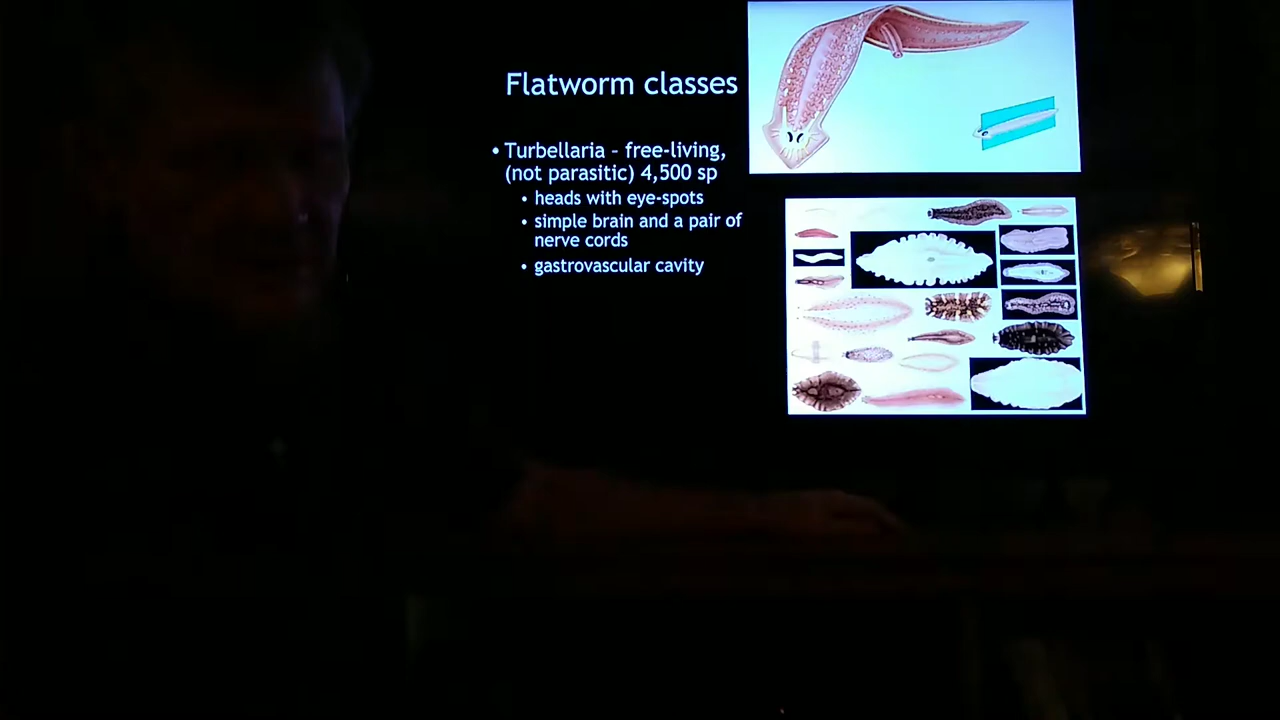 Flatworm classes
• Turbellaria – free-living,
(not parasitic) 4,500 sp
• heads with eye-spots
• simple brain and a pair of
nerve cords
• gastrovascular cavity